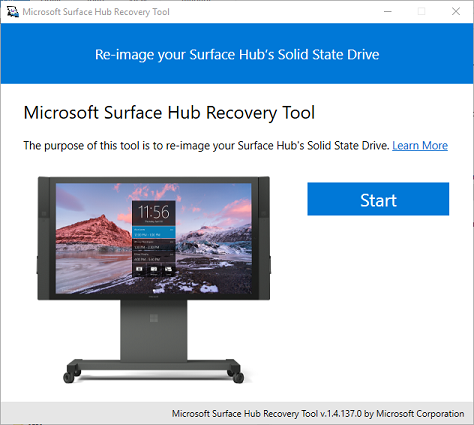 Microsoft Surface Hub Recovery Tool
Re-image your Surface Hub's Solid State Drive
Microsoft Surface Hub Recovery Tool
The purpose of this tool is to re-image your Surface Hub's Solid State Drive. Learn More
11:56
Start
Microsoft Surface Hub Recovery Tool v.1.4.137.0 by Microsoft Corporation